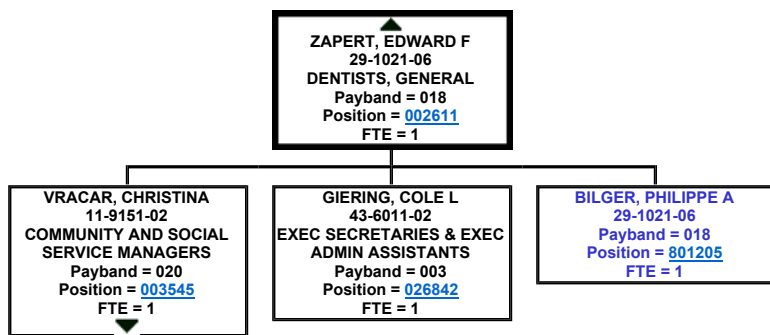 ZAPERT, EDWARD F
29-1021-06
DENTISTS, GENERAL
Payband = 018
Position = 002611
FTE = 1
VRACAR, CHRISTINA
11-9151-02
COMMUNITY AND SOCIAL
SERVICE MANAGERS
Payband = 020
Position = 003545
FTE = 1
GIERING, COLE L
43-6011-02
EXEC SECRETARIES & EXEC
ADMIN ASSISTANTS
Payband = 003
Position = 026842
FTE = 1
BILGER, PHILIPPE A
29-1021-06
Payband = 018
Position = 801205
FTE = 1